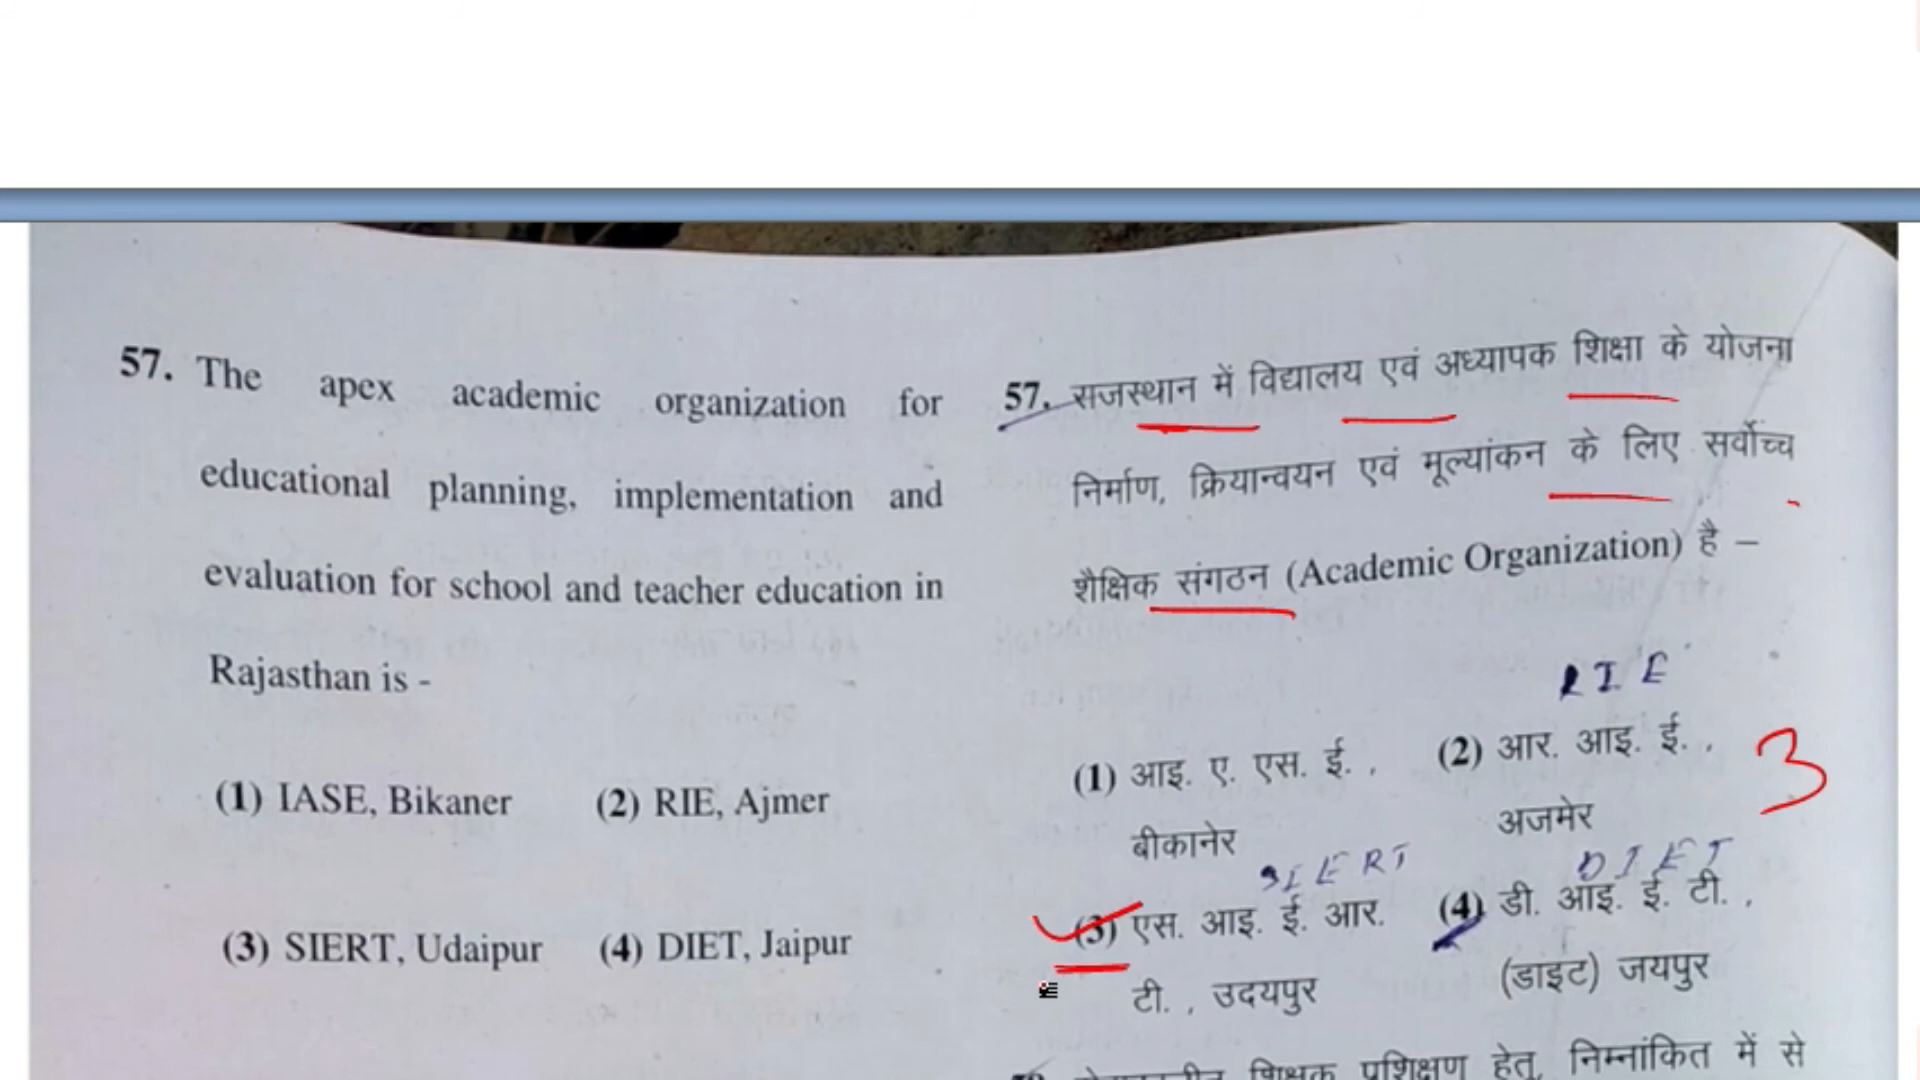 57. The apex academic organization for
educational planning, implementation and
evaluation for school and teacher education in
Rajasthan is -
(1) IASE, Bikaner (2) RIE, Ajmer
(3) SIERT, Udaipur (4) DIET, Jaipur
57. राजस्थान में विद्यालय एवं अध्यापक शिक्षा के योजना
निर्माण, क्रियान्वयन एवं मूल्यांकन के लिए सर्वोच्च
शैक्षिक संगठन (Academic Organization) है –
RIE
(1) आइ. ए. एस. ई. , (2) आर. आइ. ई. ,
बीकानेर अजमेर
3
SIERT DIET
(3) एस. आइ. ई. आर. (4) डी. आइ. ई. टी. ,
टी. , उदयपुर (डाइट) जयपुर
शिक्षक प्रशिक्षण हेतु, निम्नांकित में से